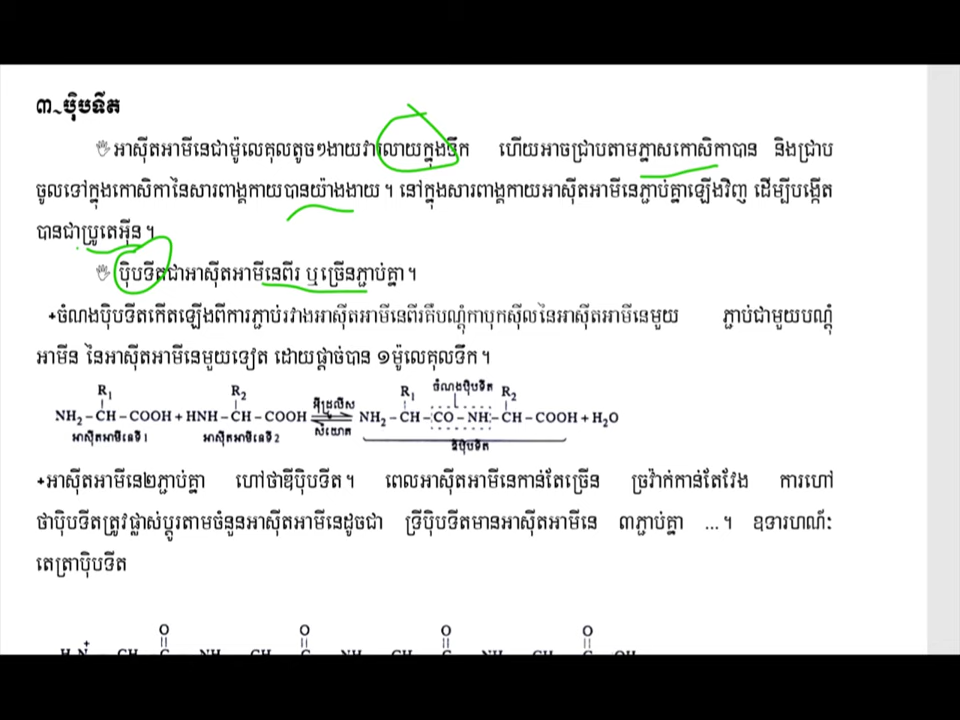 ៣~ប៉ិបទីត
អាស៊ីតអាមីនេជាម៉ូលេគុលតូចៗងាយរលាយក្នុងទឹក ហើយអាចជ្រាបតាមភ្នាសកោសិកាបាន និងជ្រាប
ចូលទៅក្នុងកោសិកានៃសារពាង្គកាយបានយ៉ាងងាយ។ នៅក្នុងសារពាង្គកាយអាស៊ីតអាមីនេភ្ជាប់គ្នាឡើងវិញ ដើម្បីបង្កើត
បានជាប្រូតេអ៊ីន។
ប៉ិបទីតជាអាស៊ីតអាមីនេពីរ ឬច្រើនភ្ជាប់គ្នា។
+ចំណងប៉ិបទីតកើតឡើងពីការភ្ជាប់រវាងអាស៊ីតអាមីនេពីរគឺបណ្តុំកាបុកស៊ីលនៃអាស៊ីតអាមីនេមួយ ភ្ជាប់ជាមួយបណ្តុំ
អាមីន នៃអាស៊ីតអាមីនេមួយទៀត ដោយផ្តាច់បាន ១ម៉ូលេគុលទឹក។
R₁ R₂ អ៊ីដ្រូលីស R₁ ចំណងប៉ិបទីត R₂
NH₂ – CH – COOH + HNH – CH – COOH សំយោគ NH₂ – CH – CO – NH – CH – COOH + H₂O
អាស៊ីតអាមីនេទី 1 អាស៊ីតអាមីនេទី 2 ឌីប៉ិបទីត
+អាស៊ីតអាមីនេ២ភ្ជាប់គ្នា ហៅថាឌីប៉ិបទីត។ ពេលអាស៊ីតអាមីនេកាន់តែច្រើន ច្រវ៉ាក់កាន់តែវែង ការហៅ
ថាប៉ិបទីតត្រូវផ្លាស់ប្តូរតាមចំនួនអាស៊ីតអាមីនេដូចជា ទ្រីប៉ិបទីតមានអាស៊ីតអាមីនេ ៣ភ្ជាប់គ្នា ...។ ឧទារហណ៍ៈ
តេត្រាប៉ិបទីត
O O O O